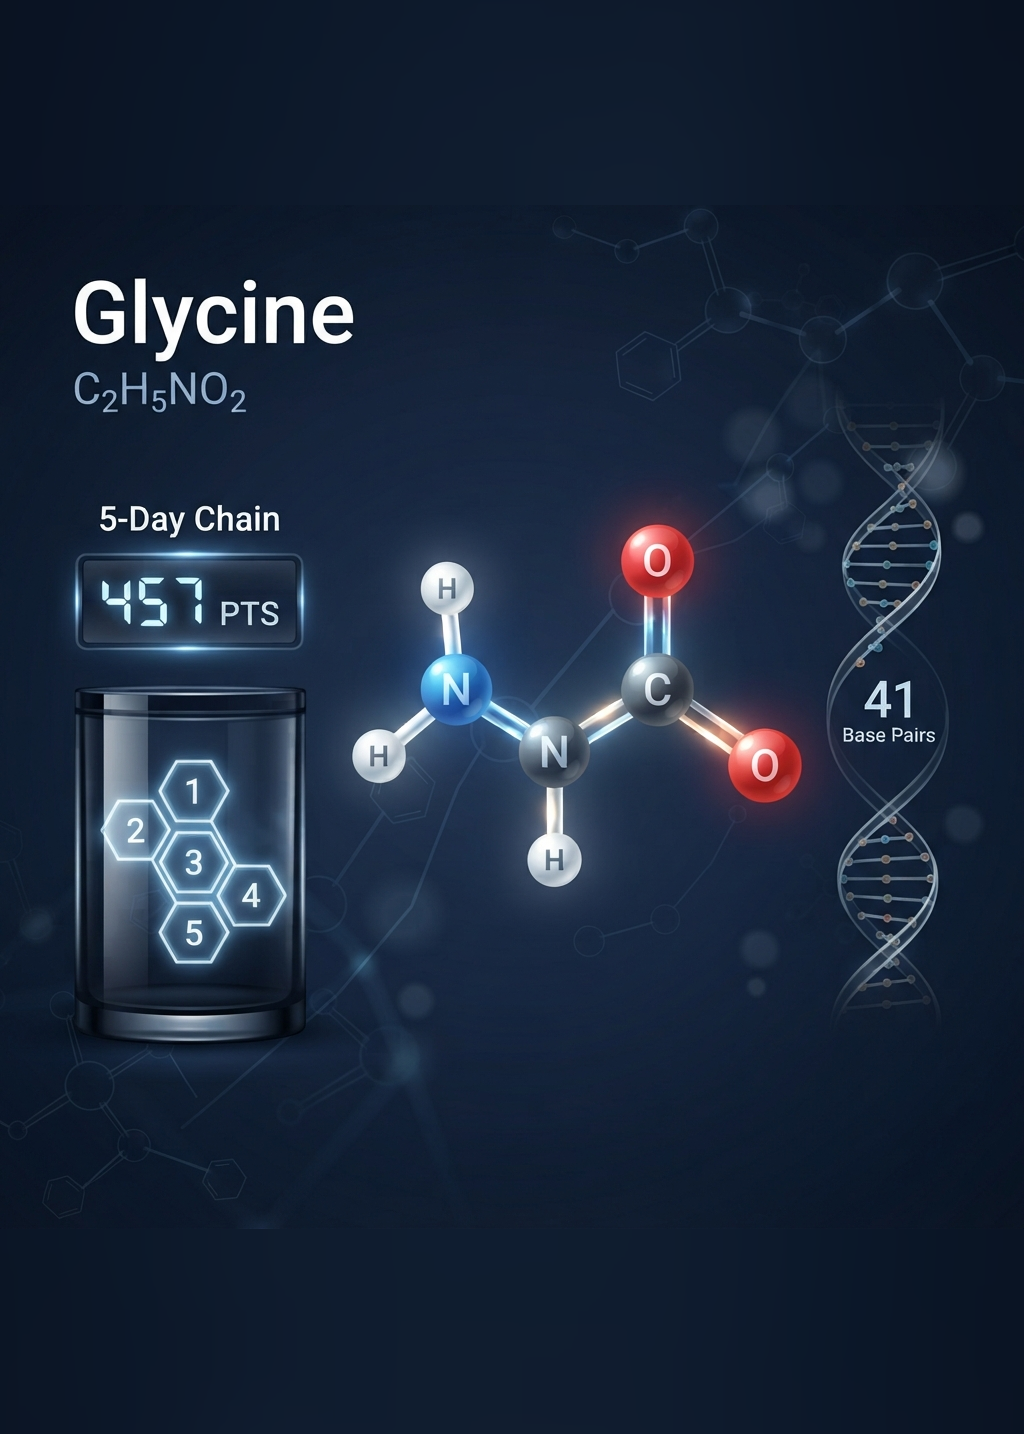 Glycine
C₂H₅NO₂
5-Day Chain
457 PTS
1
2
3
4
5
H
N
H
N
H
C
O
O
41
Base Pairs